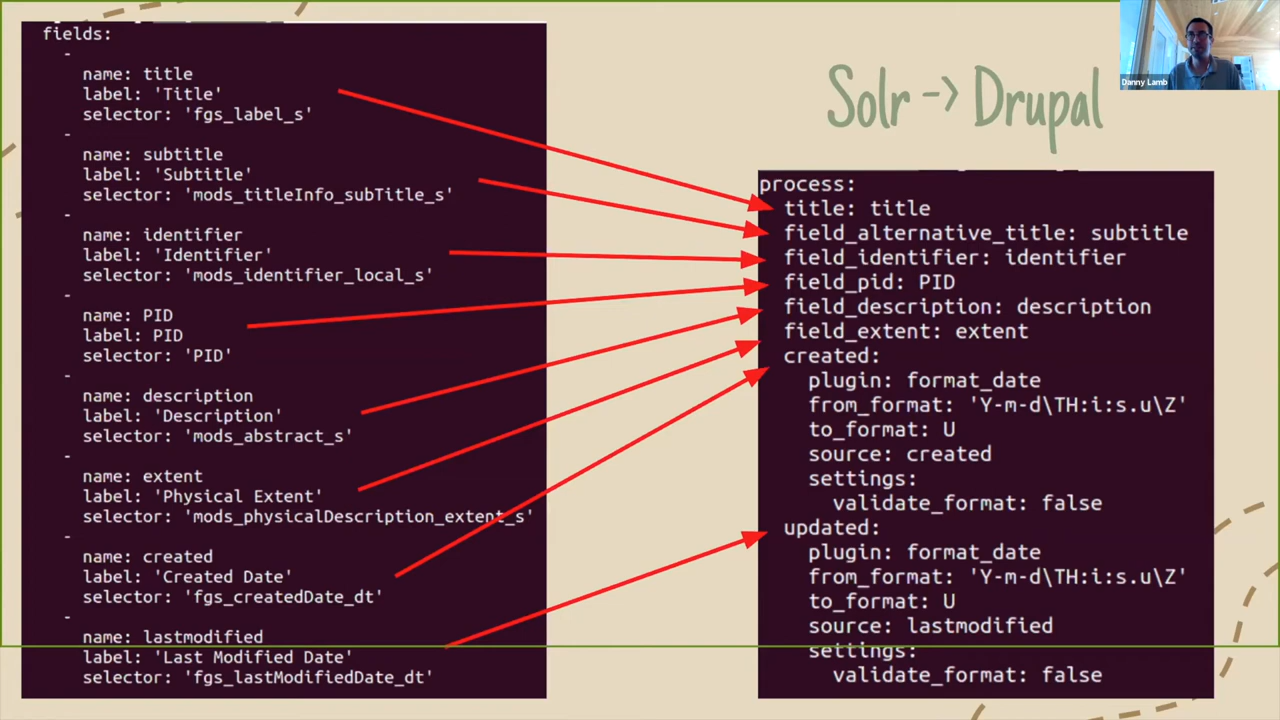 fields:
-
name: title
label: 'Title'
selector: 'fgs_label_s'
-
name: subtitle
label: 'Subtitle'
selector: 'mods_titleInfo_subTitle_s'
-
name: identifier
label: 'Identifier'
selector: 'mods_identifier_local_s'
-
name: PID
label: PID
selector: 'PID'
-
name: description
label: 'Description'
selector: 'mods_abstract_s'
-
name: extent
label: 'Physical Extent'
selector: 'mods_physicalDescription_extent_s'
-
name: created
label: 'Created Date'
selector: 'fgs_createdDate_dt'
-
name: lastmodified
label: 'Last Modified Date'
selector: 'fgs_lastModifiedDate_dt'
Solr -> Drupal
process:
title: title
field_alternative_title: subtitle
field_identifier: identifier
field_pid: PID
field_description: description
field_extent: extent
created:
plugin: format_date
from_format: 'Y-m-d\TH:i:s.u\Z'
to_format: U
source: created
settings:
validate_format: false
updated:
plugin: format_date
from_format: 'Y-m-d\TH:i:s.u\Z'
to_format: U
source: lastmodified
settings:
validate_format: false
Danny Lamb